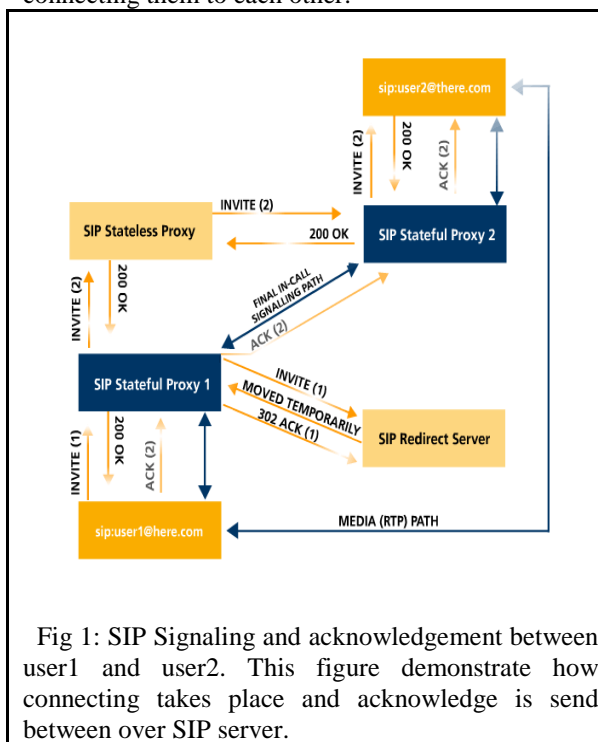 connecting them to each other.
sip:user2@there.com
INVITE (2)
200 OK
ACK (2)
INVITE (2)
SIP Stateless Proxy
200 OK
SIP Stateful Proxy 2
INVITE (2)
200 OK
FINAL IN-CALL
SIGNALLING PATH
ACK (2)
SIP Stateful Proxy 1
INVITE (1)
MOVED TEMPORARILY
302 ACK (1)
SIP Redirect Server
INVITE (1)
200 OK
ACK (2)
sip:user1@here.com
MEDIA (RTP) PATH
Fig 1: SIP Signaling and acknowledgement between
user1 and user2. This figure demonstrate how
connecting takes place and acknowledge is send
between over SIP server.